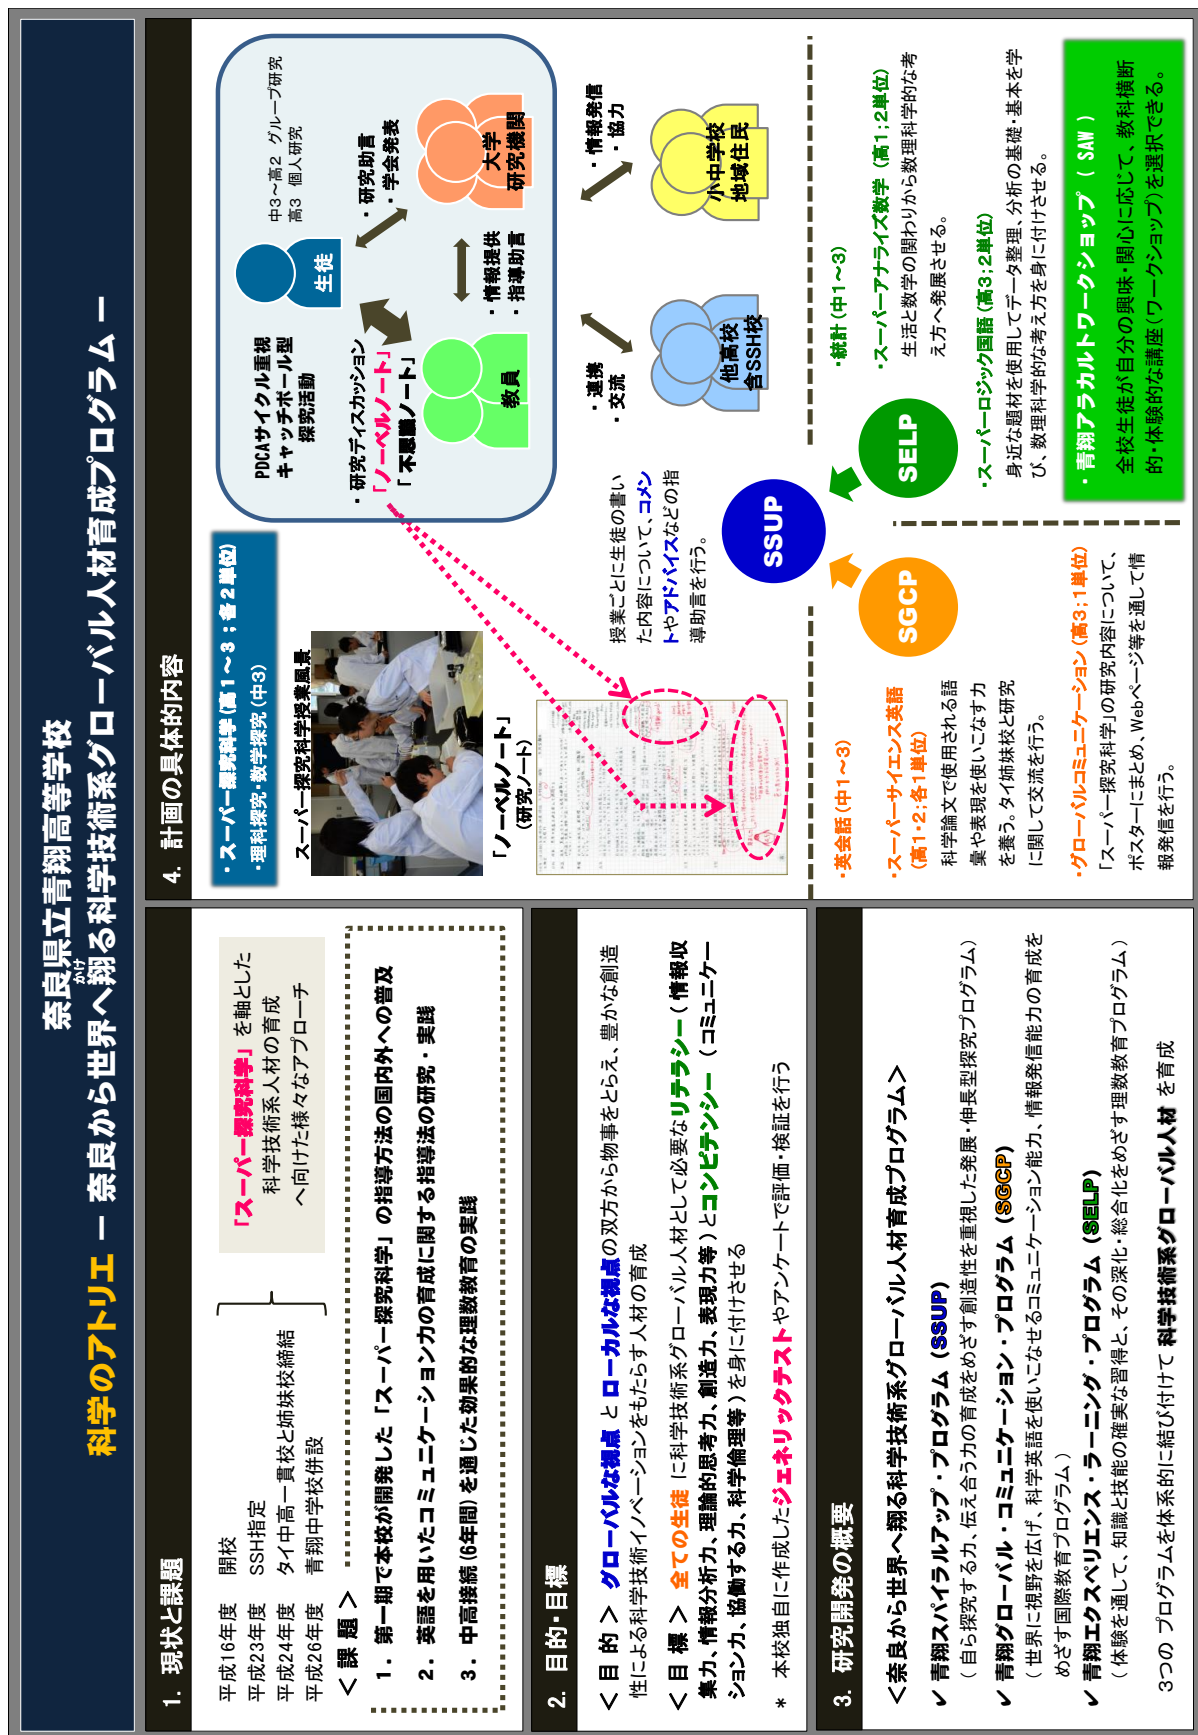 奈良県立青翔高等学校
かけ
科学のアトリエ － 奈良から世界へ翔る科学技術系グローバル人材育成プログラム －
1. 現状と課題
平成16年度 開校
平成23年度 SSH指定
平成24年度 タイ中高一貫校と姉妹校締結
平成26年度 青翔中学校併設
「スーパー探究科学」を軸とした
科学技術系人材の育成
へ向けた様々なアプローチ
＜ 課 題 ＞
1. 第一期で本校が開発した「スーパー探究科学」の指導方法の国内外への普及
2. 英語を用いたコミュニケーション力の育成に関する指導法の研究・実践
3. 中高接続(6年間)を通じた効果的な理数教育の実践
2. 目的・目標
＜ 目 的 ＞ グローバルな視点 と ローカルな視点の双方から物事をとらえ、豊かな創造
性による科学技術イノベーションをもたらす人材の育成
＜ 目 標 ＞ 全ての生徒 に科学技術系グローバル人材として必要なリテラシー（情報収
集力、情報分析力、理論的思考力、創造力、表現力等）とコンピテンシー（コミュニケー
ション力、協働する力、科学倫理等）を身に付けさせる
* 本校独自に作成したジェネリックテストやアンケートで評価・検証を行う
3. 研究開発の概要
＜奈良から世界へ翔る科学技術系グローバル人材育成プログラム＞
✓ 青翔スパイラルアップ・プログラム（SSUP）
（自ら探究する力、伝え合う力の育成をめざす創造性を重視した発展・伸長型探究プログラム）
✓ 青翔グローバル・コミュニケーション・プログラム（SGCP）
（世界に視野を広げ、科学英語を使いこなせるコミュニケーション能力、情報発信能力の育成を
めざす国際教育プログラム）
✓ 青翔エクスペリエンス・ラーニング・プログラム（SELP）
（体験を通して、知識と技能の確実な習得と、その深化・総合化をめざす理数教育プログラム）
3つの プログラムを体系的に結び付けて 科学技術系グローバル人材 を育成
4. 計画の具体的内容
・スーパー探究科学(高1～3；各2単位)
・理科探究・数学探究(中3)
スーパー探究科学授業風景
「ノーベルノート」
(研究ノート)
PDCAサイクル重視
キャッチボール型
探究活動
生徒
中3～高2 グループ研究
高3 個人研究
・研究ディスカッション
「ノーベルノート」
「不思議ノート」
・研究助言
・学会発表
教員
・情報提供
・指導助言
大学
研究機関
・連携
・交流
・情報発信
・協力
他高校
含SSH校
小中学校
地域住民
授業ごとに生徒の書い
た内容について、コメン
トやアドバイスなどの指
導助言を行う。
SSUP
SGCP
SELP
・英会話(中1～3)
・スーパーサイエンス英語
(高1・2；各1単位)
科学論文で使用される語
彙や表現を使いこなす力
を養う。タイ姉妹校と研究
に関して交流を行う。
・グローバルコミュニケーション(高3；1単位)
「スーパー探究科学」の研究内容について、
ポスターにまとめ、Webページ等を通して情
報発信を行う。
・統計(中1～3)
・スーパーアナライズ数学(高1；2単位)
生活と数学の関わりから数理科学的な考
え方へ発展させる。
・スーパーロジック国語(高3；2単位)
身近な題材を使用してデータ整理、分析の基礎・基本を学
び、数理科学的な考え方を身に付けさせる。
・青翔アラカルトワークショップ（SAW）
全校生徒が自分の興味・関心に応じて、教科横断
的・体験的な講座(ワークショップ)を選択できる。